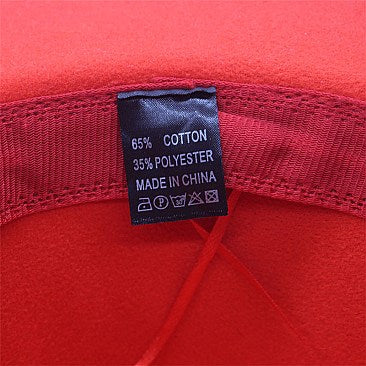 65% COTTON
35% POLYESTER
MADE IN CHINA
P